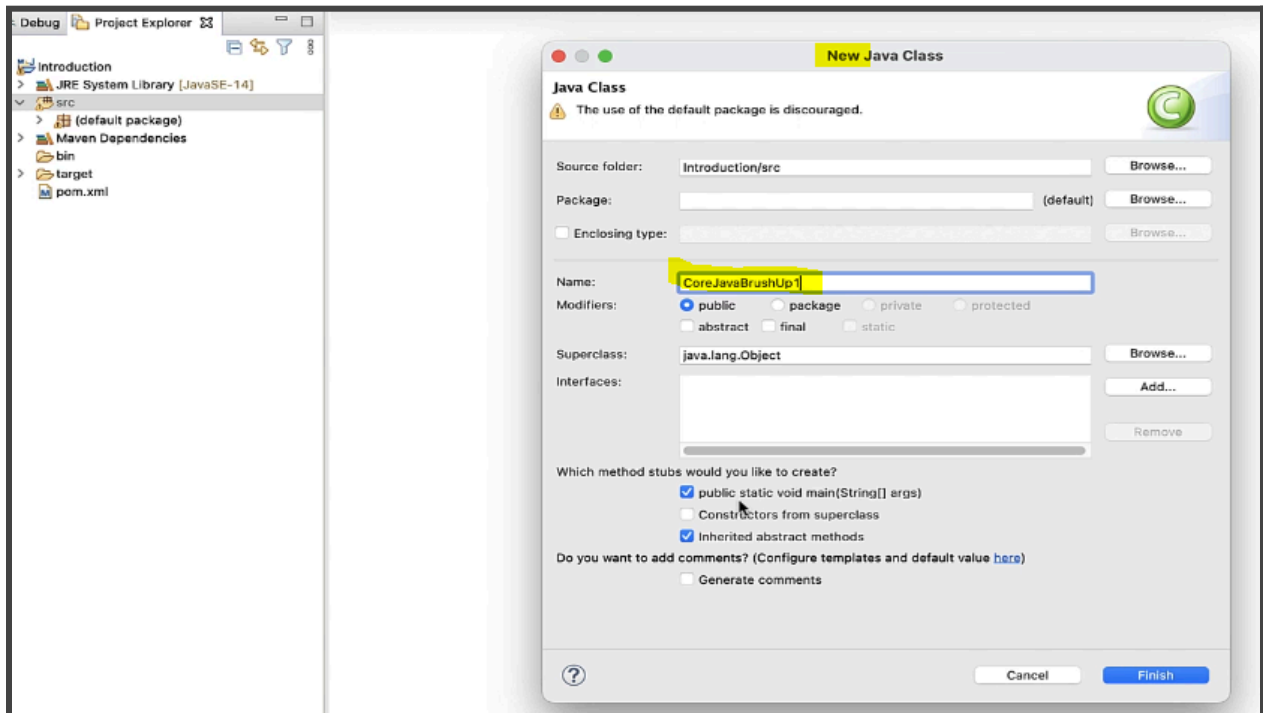 Debug Project Explorer
Introduction
JRE System Library [JavaSE-14]
src
(default package)
Maven Dependencies
bin
target
pom.xml
New Java Class
Java Class
The use of the default package is discouraged.
Source folder: Introduction/src Browse...
Package: (default) Browse...
Enclosing type: Browse...
Name: CoreJavaBrushUp1
Modifiers: public package private protected
abstract final static
Superclass: java.lang.Object Browse...
Interfaces: Add...
Remove
Which method stubs would you like to create?
public static void main(String[] args)
Constructors from superclass
Inherited abstract methods
Do you want to add comments? (Configure templates and default value here)
Generate comments
? Cancel Finish